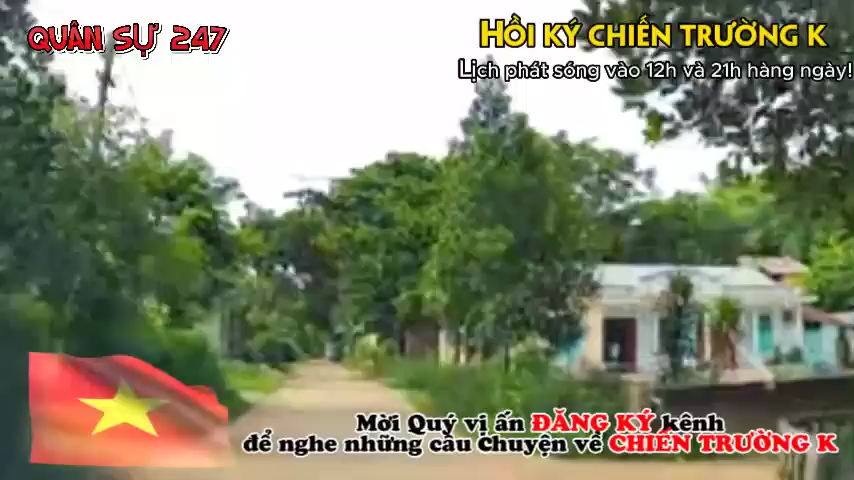 QUÂN SỰ 247
HỒI KÝ CHIẾN TRƯỜNG K
Lịch phát sóng vào 12h và 21h hàng ngày!
Mời Quý vị ấn ĐĂNG KÝ kênh
để nghe những câu Chuyện về CHIẾN TRƯỜNG K